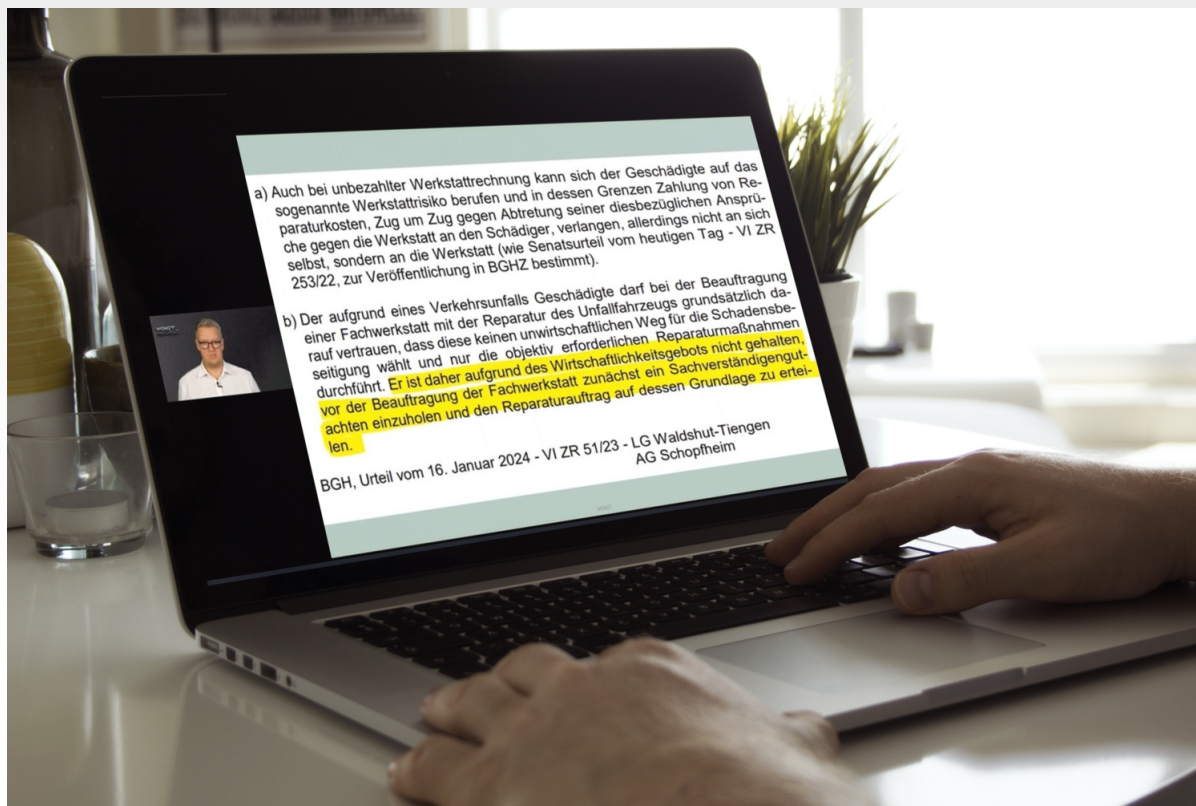 a) Auch bei unbezahlter Werkstattrechnung kann sich der Geschädigte auf das
sogenannte Werkstattrisiko berufen und in dessen Grenzen Zahlung von Re-
paraturkosten, Zug um Zug gegen Abtretung seiner diesbezüglichen Ansprü-
che gegen die Werkstatt an den Schädiger, verlangen, allerdings nicht an sich
selbst, sondern an die Werkstatt (wie Senatsurteil vom heutigen Tag - VI ZR
253/22, zur Veröffentlichung in BGHZ bestimmt).
b) Der aufgrund eines Verkehrsunfalls Geschädigte darf bei der Beauftragung
einer Fachwerkstatt mit der Reparatur des Unfallfahrzeugs grundsätzlich da-
rauf vertrauen, dass diese keinen unwirtschaftlichen Weg für die Schadensbe-
seitigung wählt und nur die objektiv erforderlichen Reparaturmaßnahmen
durchführt. Er ist daher aufgrund des Wirtschaftlichkeitsgebots nicht gehalten,
vor der Beauftragung der Fachwerkstatt zunächst ein Sachverständigengut-
achten einzuholen und den Reparaturauftrag auf dessen Grundlage zu ertei-
len.
BGH, Urteil vom 16. Januar 2024 - VI ZR 51/23 - LG Waldshut-Tiengen
AG Schopfheim
VOIGT